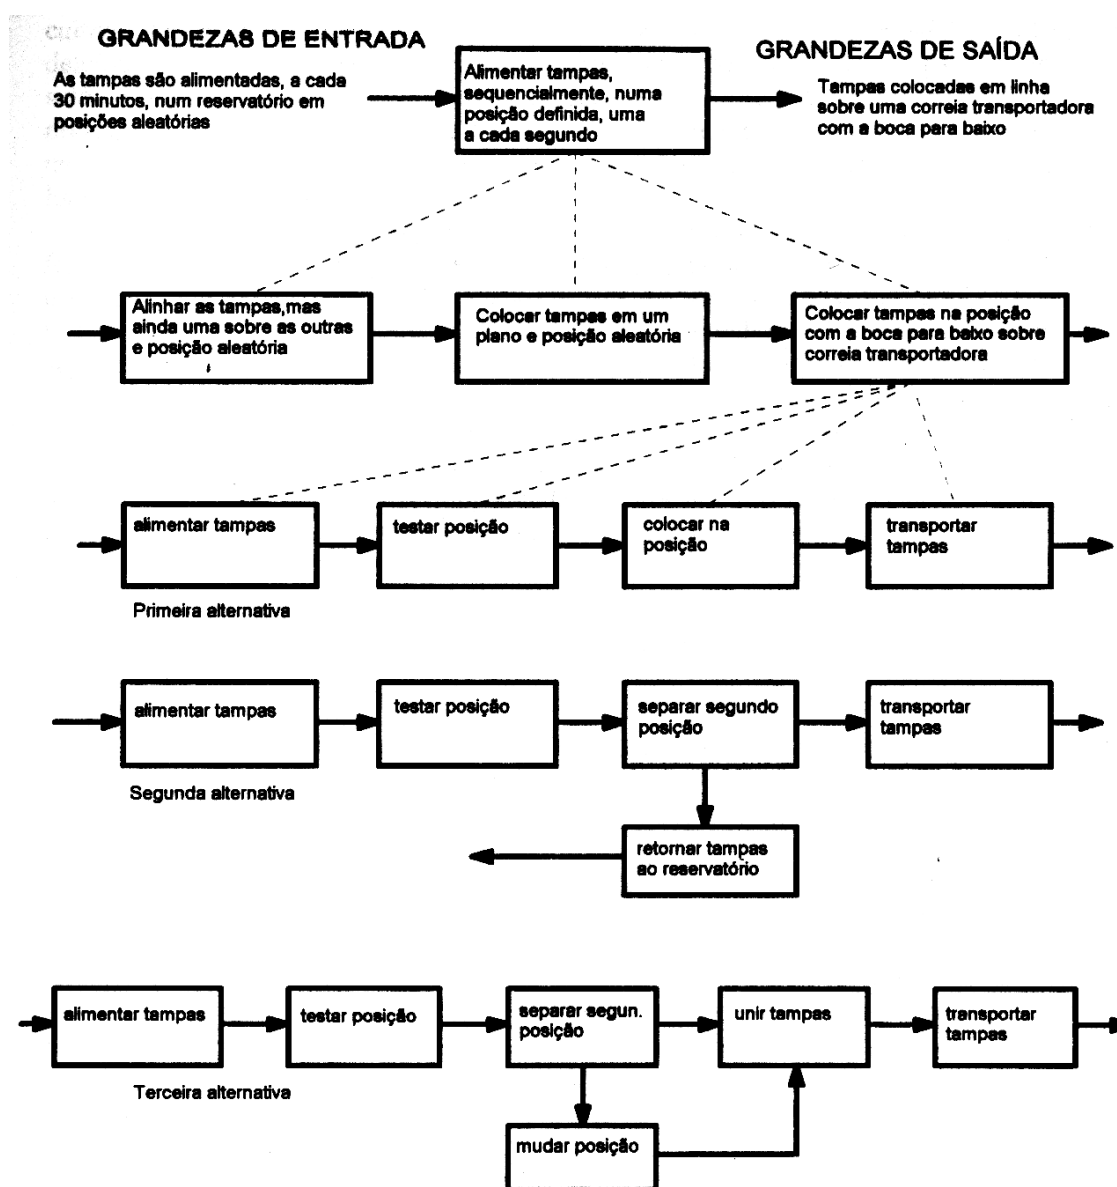 GRANDEZAS DE ENTRADA
As tampas são alimentadas, a cada
30 minutos, num reservatório em
posições aleatórias
Alimentar tampas,
sequencialmente, numa
posição definida, uma
a cada segundo
GRANDEZAS DE SAÍDA
Tampas colocadas em linha
sobre uma correia transportadora
com a boca para baixo
Alinhar as tampas,mas
ainda uma sobre as outras
e posição aleatória
Colocar tampas em um
plano e posição aleatória
Colocar tampas na posição
com a boca para baixo sobre
correia transportadora
alimentar tampas
testar posição
colocar na
posição
transportar
tampas
Primeira alternativa
alimentar tampas
testar posição
separar segundo
posição
transportar
tampas
Segunda alternativa
retornar tampas
ao reservatório
alimentar tampas
testar posição
separar segun.
posição
unir tampas
transportar
tampas
Terceira alternativa
mudar posição